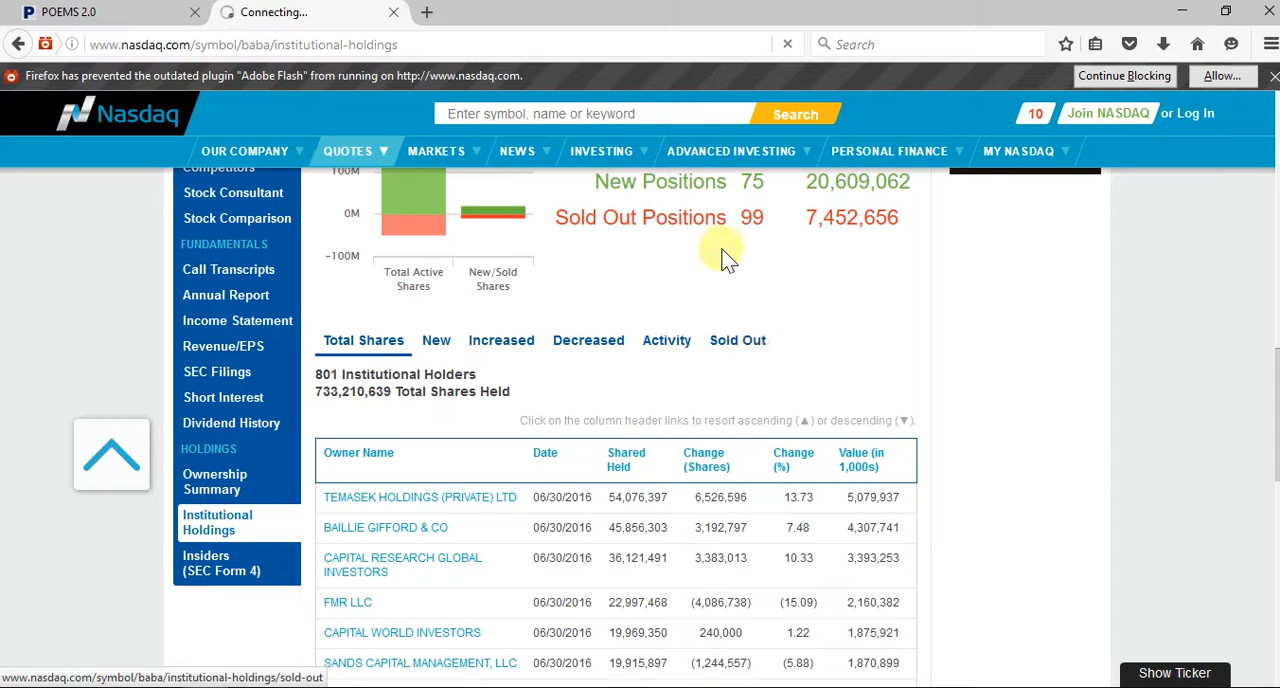 POEMS 2.0
Connecting...
www.nasdaq.com/symbol/baba/institutional-holdings
Search
Firefox has prevented the outdated plugin "Adobe Flash" from running on http://www.nasdaq.com.
Continue Blocking
Allow...
Nasdaq
Enter symbol, name or keyword
Search
10
Join NASDAQ or Log In
OUR COMPANY ▼
QUOTES ▼
MARKETS ▼
NEWS ▼
INVESTING ▼
ADVANCED INVESTING ▼
PERSONAL FINANCE ▼
MY NASDAQ ▼
Competitors
Stock Consultant
Stock Comparison
FUNDAMENTALS
Call Transcripts
Annual Report
Income Statement
Revenue/EPS
SEC Filings
Short Interest
Dividend History
HOLDINGS
Ownership
Summary
Institutional
Holdings
Insiders
(SEC Form 4)
100M
0M
-100M
Total Active
Shares
New/Sold
Shares
New Positions 75 20,609,062
Sold Out Positions 99 7,452,656
Total Shares New Increased Decreased Activity Sold Out
801 Institutional Holders
733,210,639 Total Shares Held
Click on the column header links to resort ascending (▲) or descending (▼).
Owner Name Date Shared Held Change (Shares) Change (%) Value (in 1,000s)
TEMASEK HOLDINGS (PRIVATE) LTD 06/30/2016 54,076,397 6,526,596 13.73 5,079,937
BAILLIE GIFFORD & CO 06/30/2016 45,856,303 3,192,797 7.48 4,307,741
CAPITAL RESEARCH GLOBAL INVESTORS 06/30/2016 36,121,491 3,383,013 10.33 3,393,253
FMR LLC 06/30/2016 22,997,468 (4,086,738) (15.09) 2,160,382
CAPITAL WORLD INVESTORS 06/30/2016 19,969,350 240,000 1.22 1,875,921
SANDS CAPITAL MANAGEMENT, LLC 06/30/2016 19,915,897 (1,244,557) (5.88) 1,870,899
www.nasdaq.com/symbol/baba/institutional-holdings/sold-out
Show Ticker